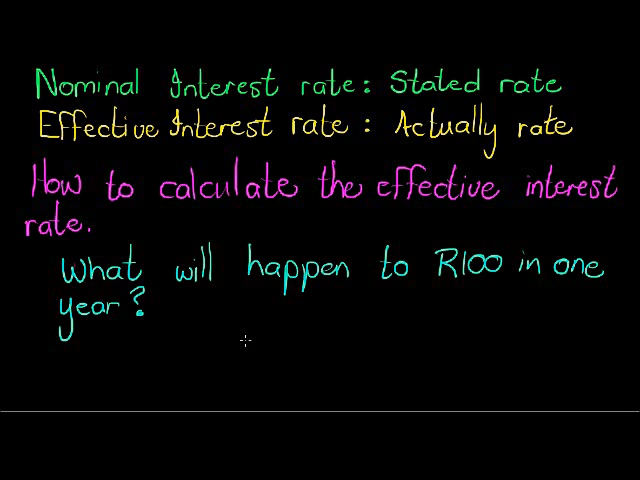 Nominal Interest rate: Stated rate
Effective Interest rate: Actually rate
How to calculate the effective interest
rate.
What will happen to R100 in one
year?